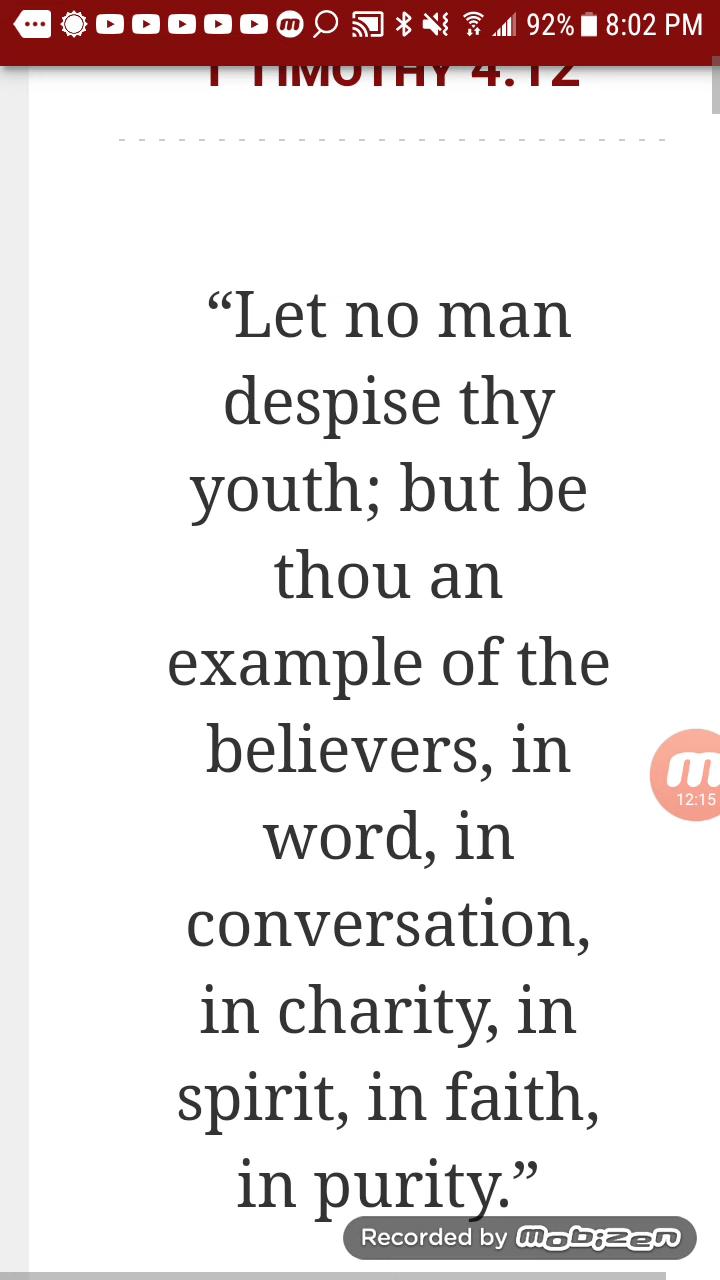 92% 8:02 PM
1 TIMOTHY 4:12
“Let no man
despise thy
youth; but be
thou an
example of the
believers, in
word, in
conversation,
in charity, in
spirit, in faith,
in purity.”
12:15
Recorded by mobizen